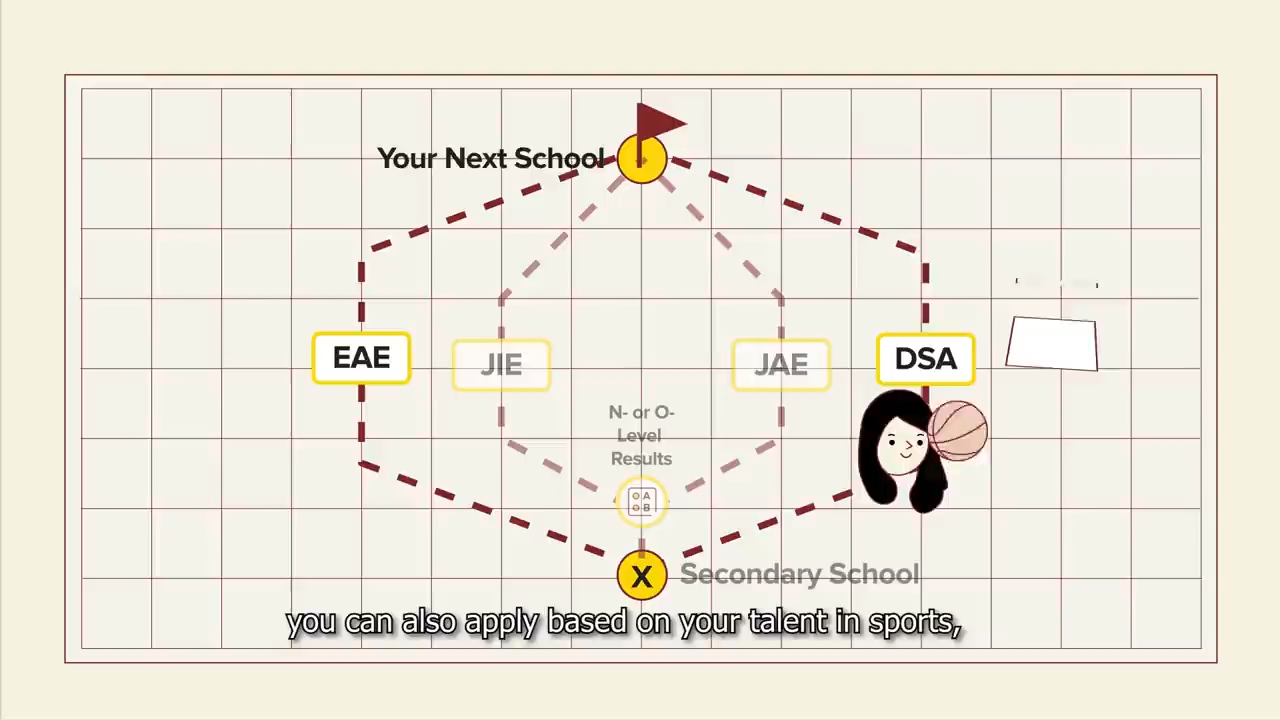 Your Next School
EAE
JIE
JAE
DSA
N- or O-
Level
Results
A
B
X
Secondary School
you can also apply based on your talent in sports,